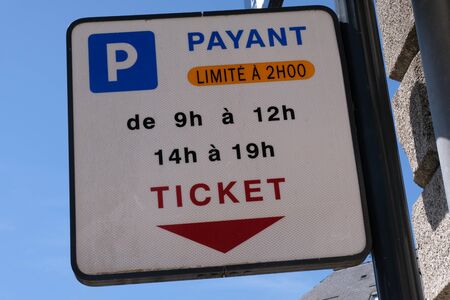 P PAYANT
LIMITÉ À 2H00
de 9h à 12h
14h à 19h
TICKET